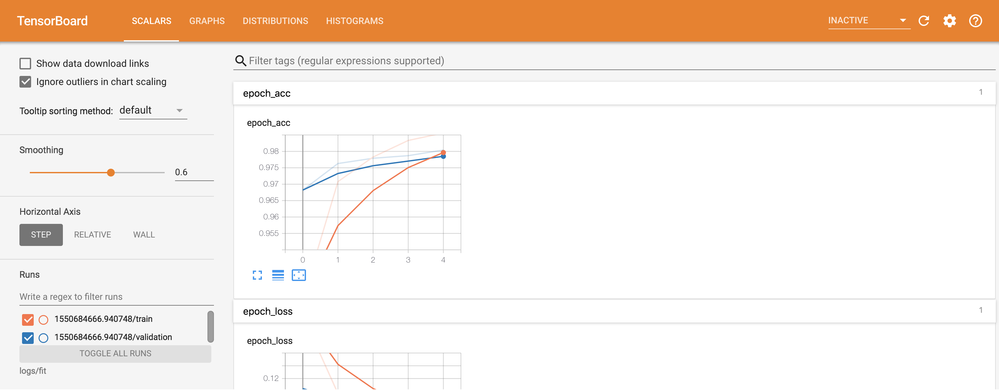 TensorBoard SCALARS GRAPHS DISTRIBUTIONS HISTOGRAMS INACTIVE
Show data download links
Ignore outliers in chart scaling
Tooltip sorting method: default
Smoothing
0.6
Horizontal Axis
STEP RELATIVE WALL
Runs
Write a regex to filter runs
1550684666.940748/train
1550684666.940748/validation
TOGGLE ALL RUNS
logs/fit
Filter tags (regular expressions supported)
epoch_acc 1
epoch_acc
0.98
0.975
0.97
0.965
0.96
0.955
0 1 2 3 4
epoch_loss 1
epoch_loss
0.12